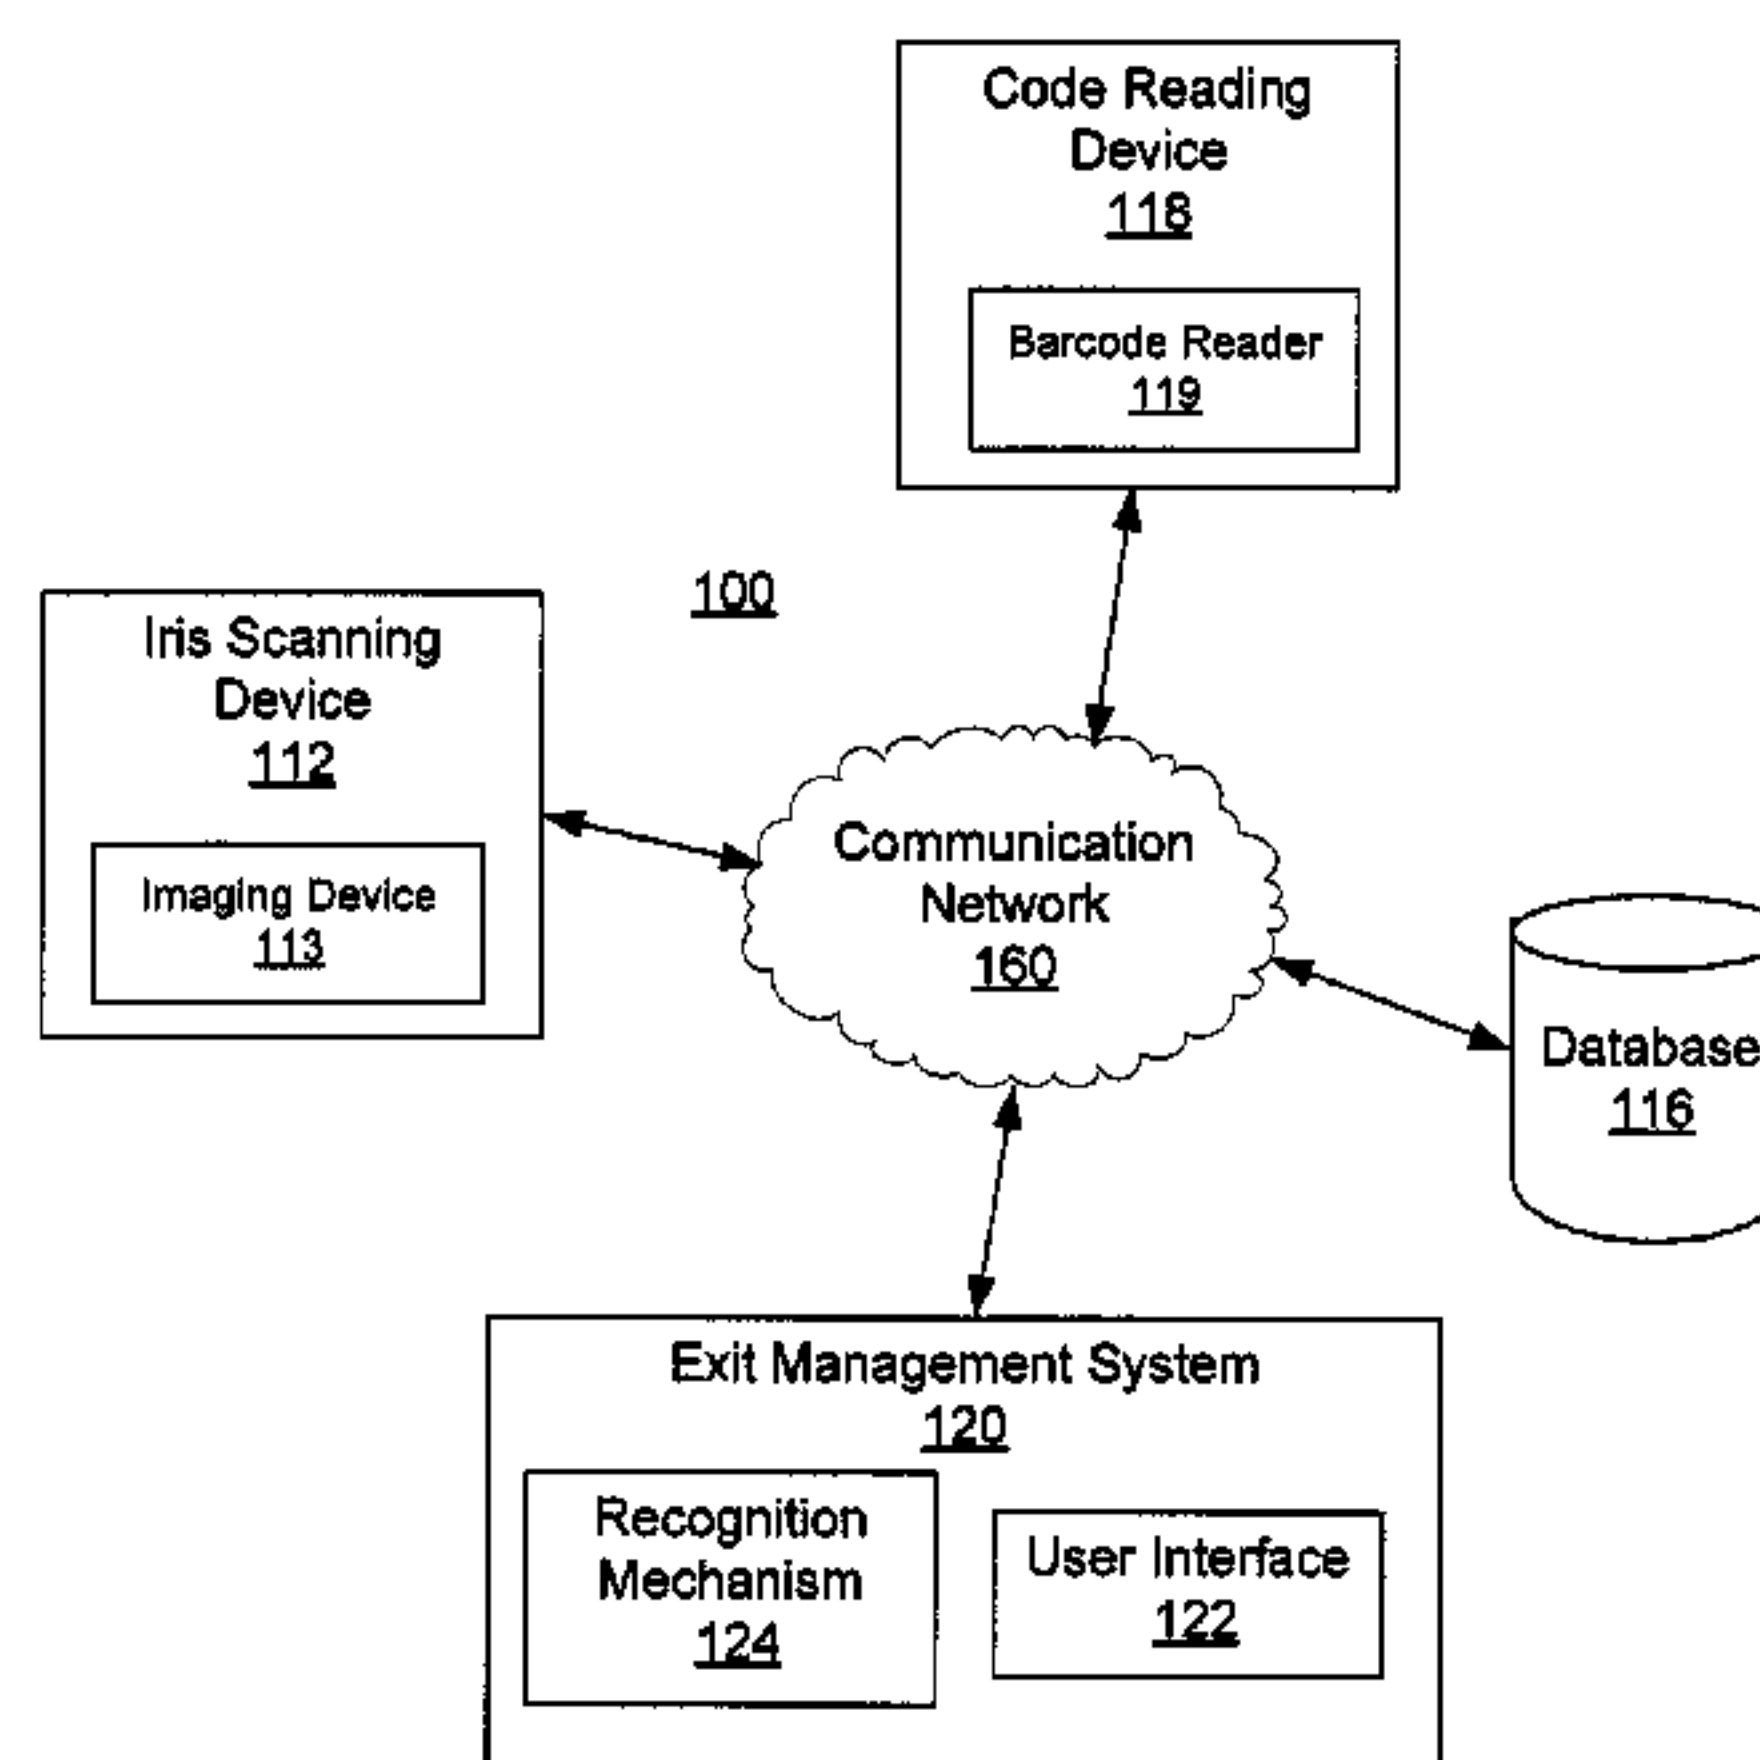 Code Reading
Device
118
Barcode Reader
119
100
Iris Scanning
Device
112
Imaging Device
113
Communication
Network
160
Database
116
Exit Management System
120
Recognition
Mechanism
124
User Interface
122